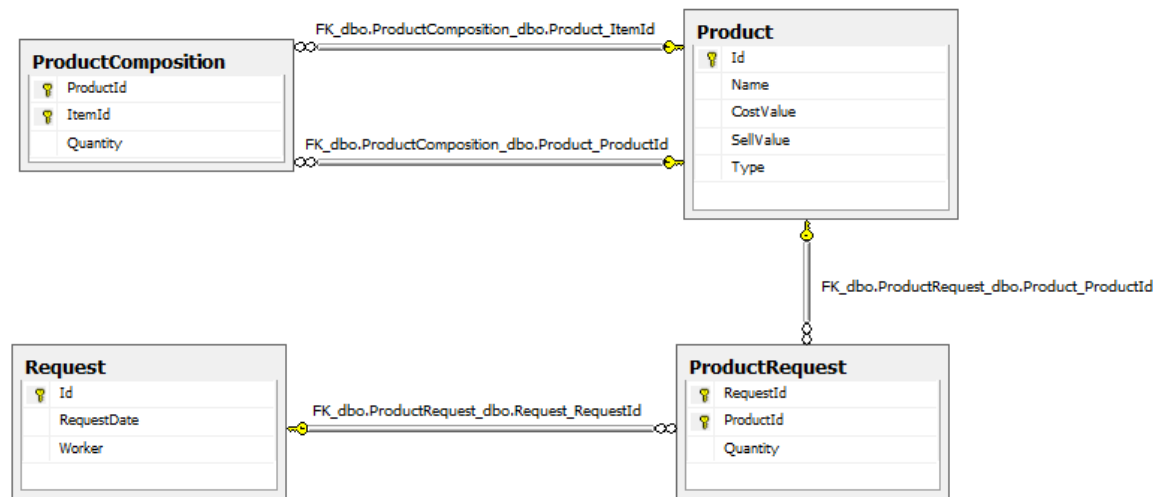 FK_dbo.ProductComposition_dbo.Product_ItemId
ProductComposition
ProductId
ItemId
Quantity
FK_dbo.ProductComposition_dbo.Product_ProductId
Product
Id
Name
CostValue
SellValue
Type
FK_dbo.ProductRequest_dbo.Product_ProductId
Request
Id
RequestDate
Worker
FK_dbo.ProductRequest_dbo.Request_RequestId
ProductRequest
RequestId
ProductId
Quantity